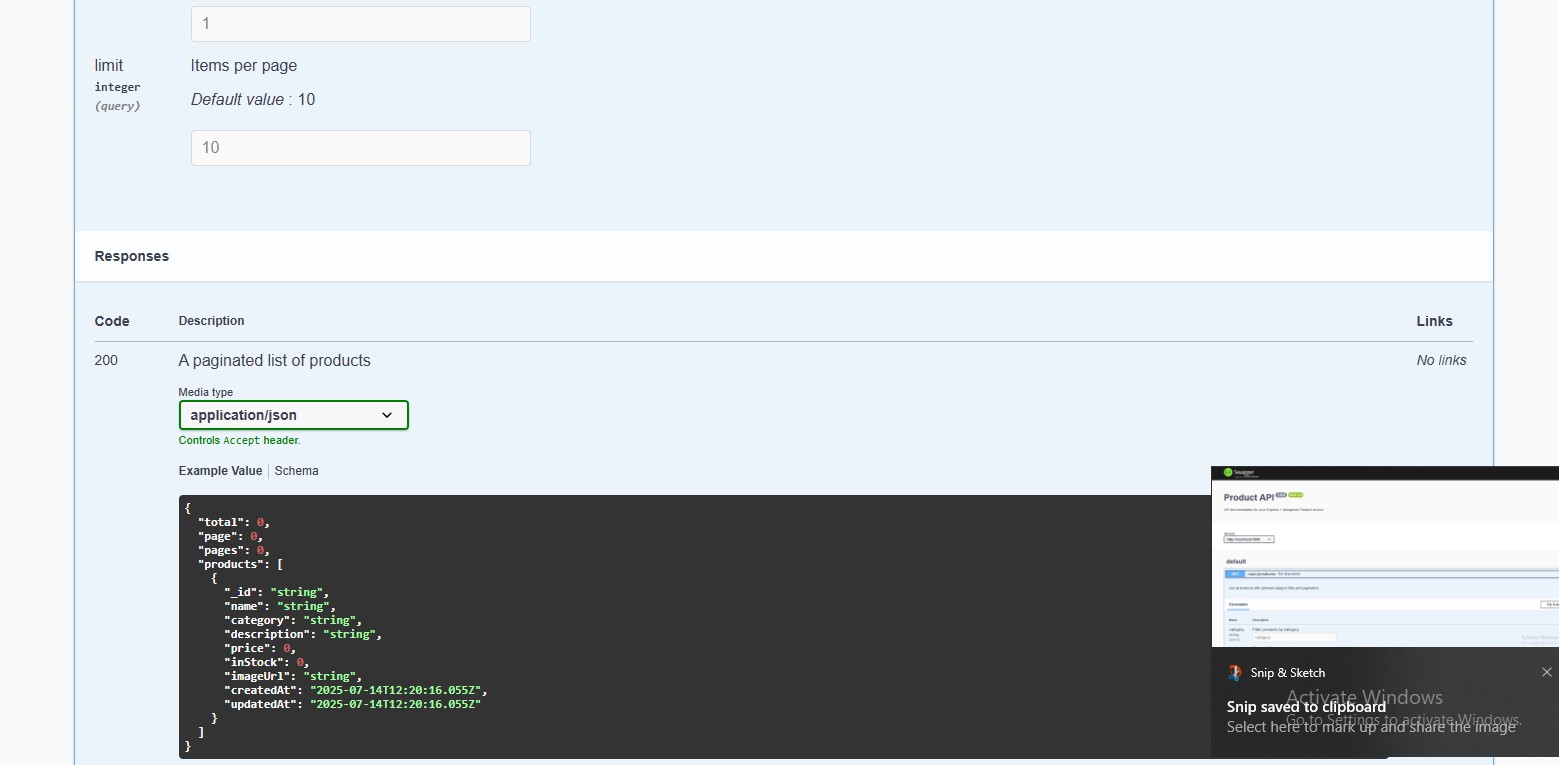 1
limit
integer
(query)
Items per page
Default value : 10
10
Responses
Code Description Links
200 A paginated list of products No links
Media type
application/json
Controls Accept header.
Example Value Schema
{
"total": 0,
"page": 0,
"pages": 0,
"products": [
{
"_id": "string",
"name": "string",
"category": "string",
"description": "string",
"price": 0,
"inStock": 0,
"imageUrl": "string",
"createdAt": "2025-07-14T12:20:16.055Z",
"updatedAt": "2025-07-14T12:20:16.055Z"
}
]
}
Swagger
Product API
default
Parameters
Snip & Sketch
Snip saved to clipboard
Select here to mark up and share the image
Activate Windows
Go to Settings to activate Windows.